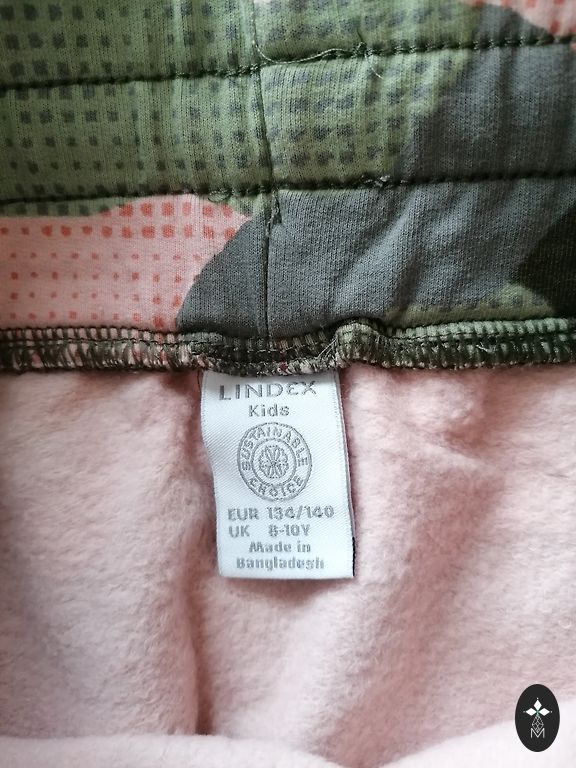 LINDEX
Kids
SUSTAINABLE
CHOICE
EUR 134/140
UK 8-10Y
Made in
Bangladesh
M